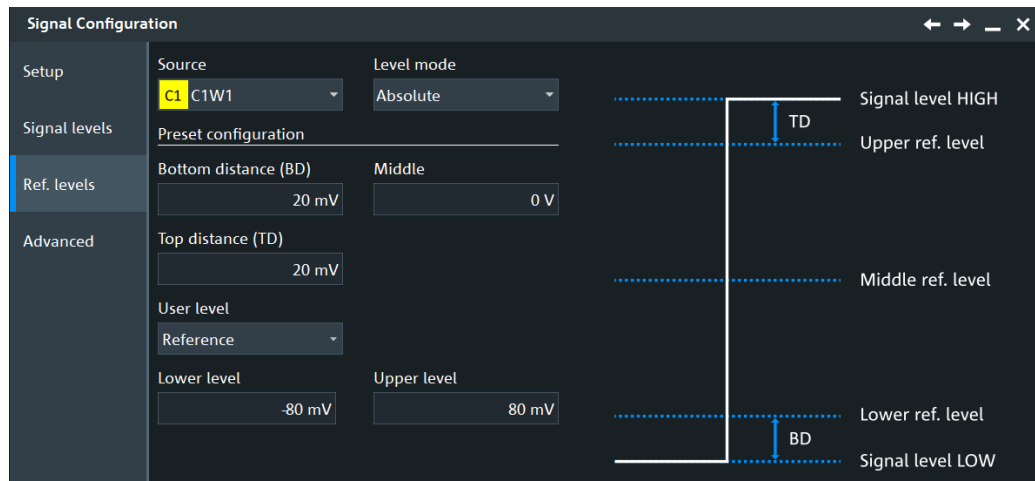 Signal Configuration
Setup
Signal levels
Ref. levels
Advanced
Source
Level mode
C1 C1W1
Absolute
Preset configuration
Bottom distance (BD)
Middle
20 mV
0 V
Top distance (TD)
20 mV
User level
Reference
Lower level
Upper level
-80 mV
80 mV
Signal level HIGH
TD
Upper ref. level
Middle ref. level
Lower ref. level
BD
Signal level LOW